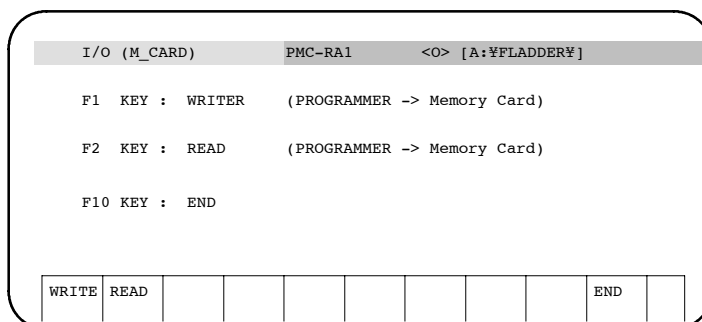 I/O (M_CARD) PMC-RA1 <O> [A:¥FLADDER¥]
F1 KEY : WRITER (PROGRAMMER -> Memory Card)
F2 KEY : READ (PROGRAMMER -> Memory Card)
F10 KEY : END
WRITE READ END